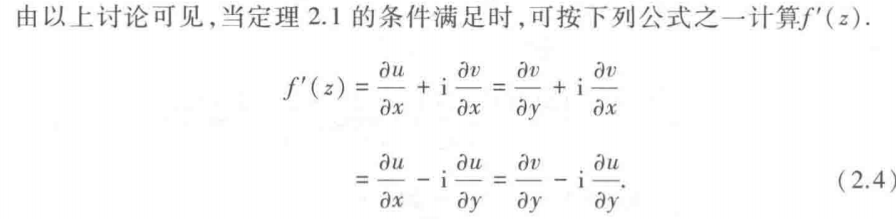 由以上讨论可见,当定理 2.1 的条件满足时,可按下列公式之一计算f′(z).
f′(z) = ∂u/∂x + i ∂v/∂x = ∂v/∂y + i ∂v/∂x
= ∂u/∂x − i ∂u/∂y = ∂v/∂y − i ∂u/∂y. (2.4)